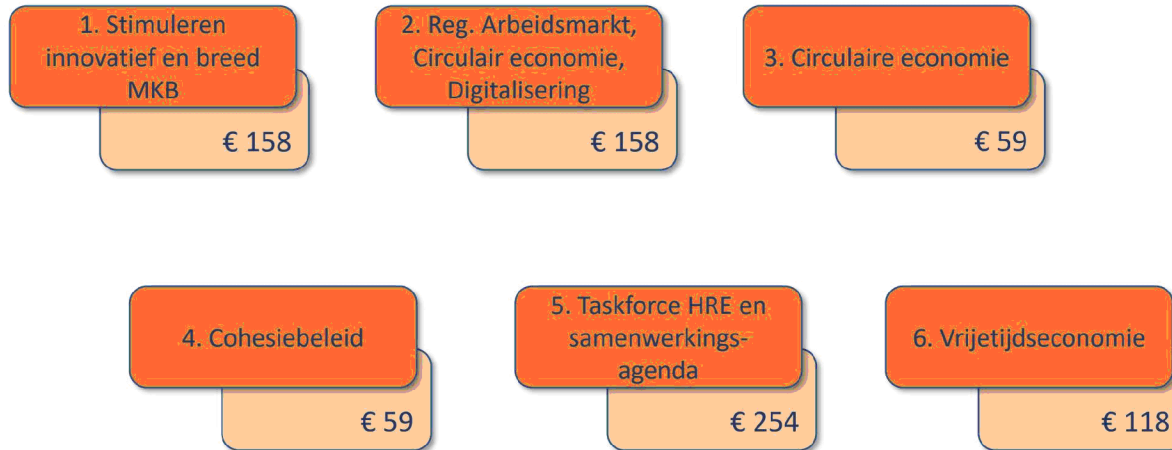 1. Stimuleren
innovatief en breed
MKB
€ 158
2. Reg. Arbeidsmarkt,
Circulair economie,
Digitalisering
€ 158
3. Circulaire economie
€ 59
4. Cohesiebeleid
€ 59
5. Taskforce HRE en
samenwerkings-
agenda
€ 254
6. Vrijetijdseconomie
€ 118